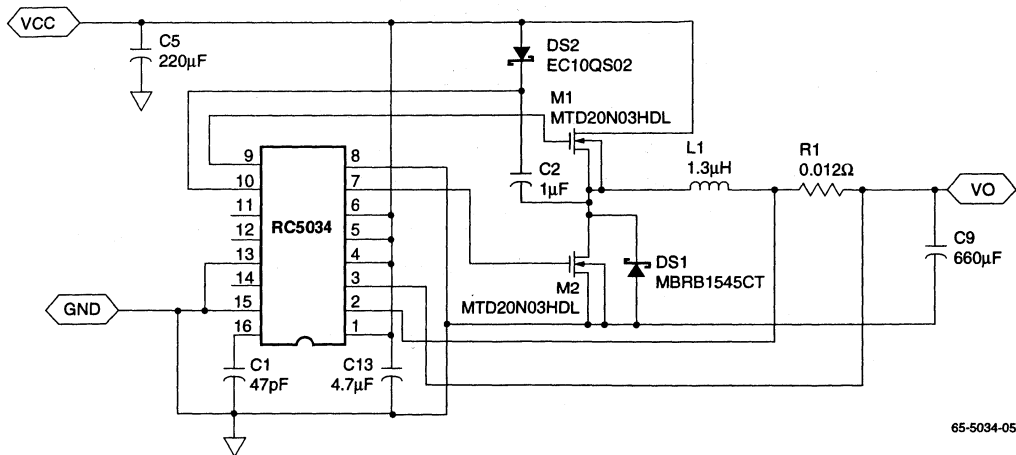 VCC
C5
220µF
DS2
EC10QS02
M1
MTD20N03HDL
L1
1.3µH
R1
0.012Ω
C2
1µF
VO
9
10
11
12
13
14
15
16
RC5034
8
7
6
5
4
3
2
1
DS1
MBRB1545CT
C9
660µF
M2
MTD20N03HDL
GND
C1
47pF
C13
4.7µF
65-5034-05